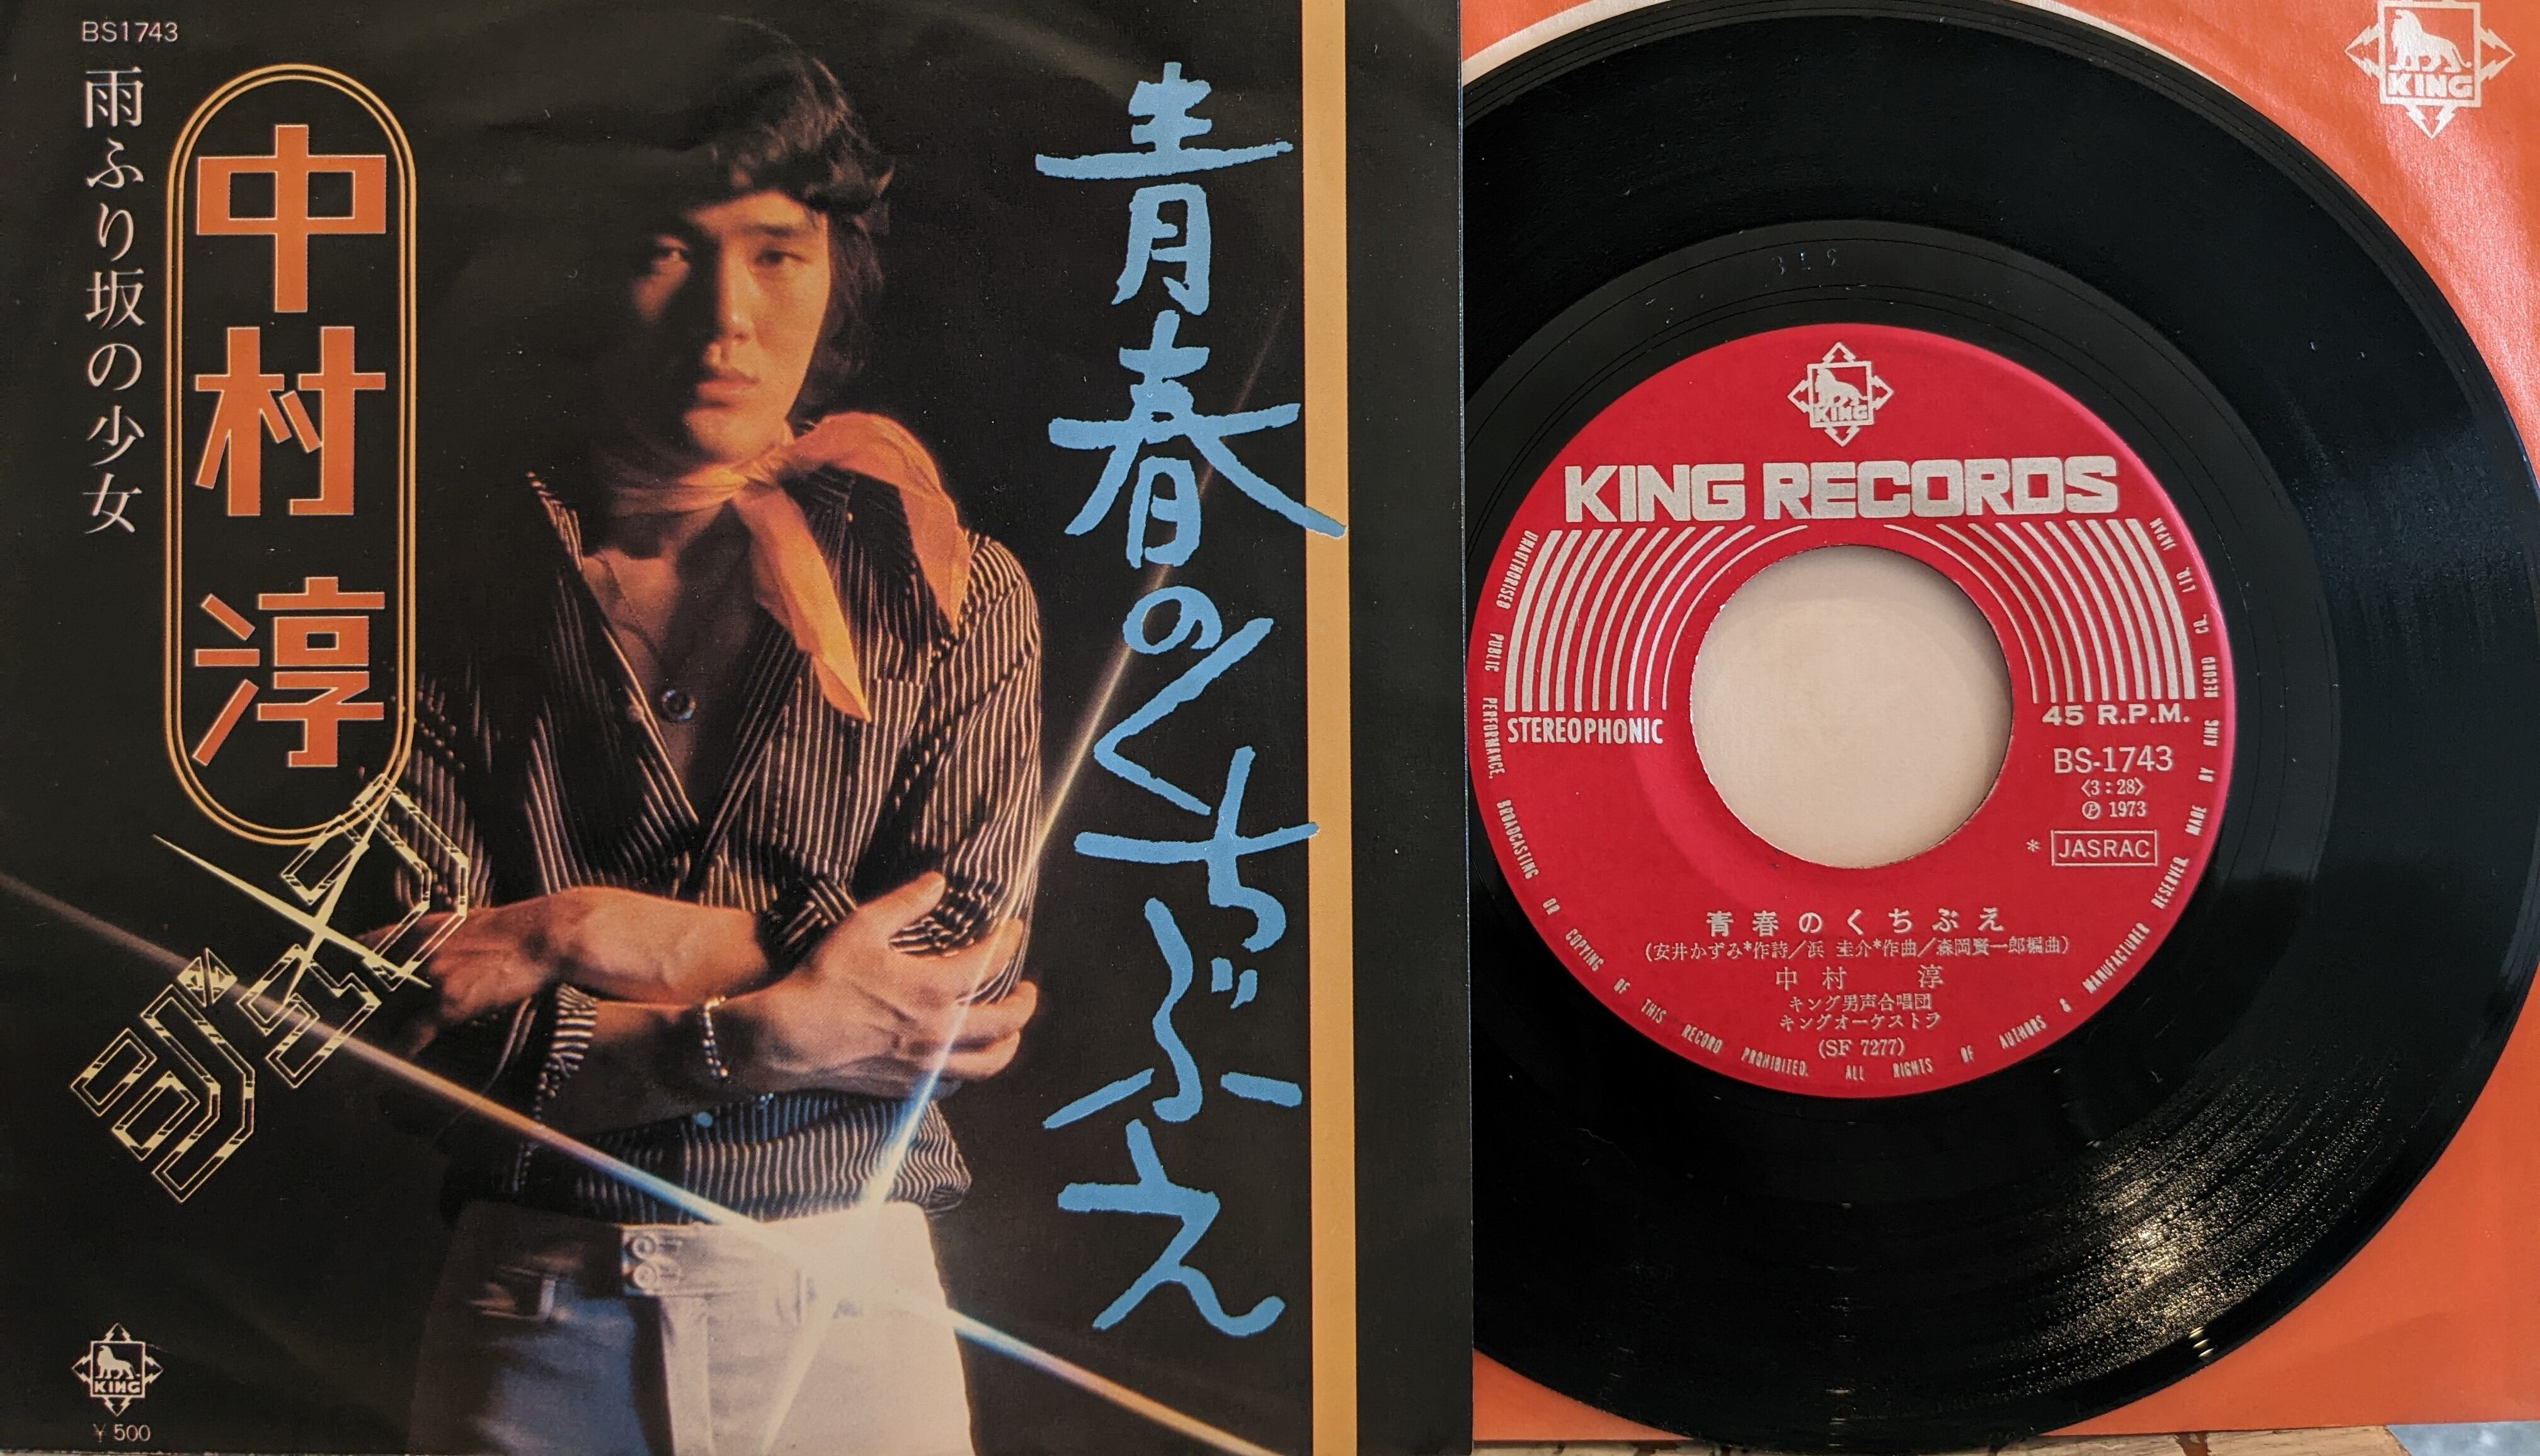 BS1743
雨ふり坂の少女
中村淳
ジュン
青春のくちぶえ
KING
¥500
KING
KING
KING RECORDS
STEREOPHONIC
45 R.P.M.
BS-1743
〈3:28〉
Ⓟ 1973
* JASRAC
青春のくちぶえ
(安井かずみ*作詩/浜 圭介*作曲/森岡賢一郎編曲)
中村 淳
キング男声合唱団
キングオーケストラ
(SF 7277)
UNAUTHORISED PUBLIC PERFORMANCE. BROADCASTING OR COPYING OF THIS RECORD PROHIBITED. ALL RIGHTS OF AUTHORS & MANUFACTURER RESERVED. MADE BY KING RECORD CO., LTD. JAPAN